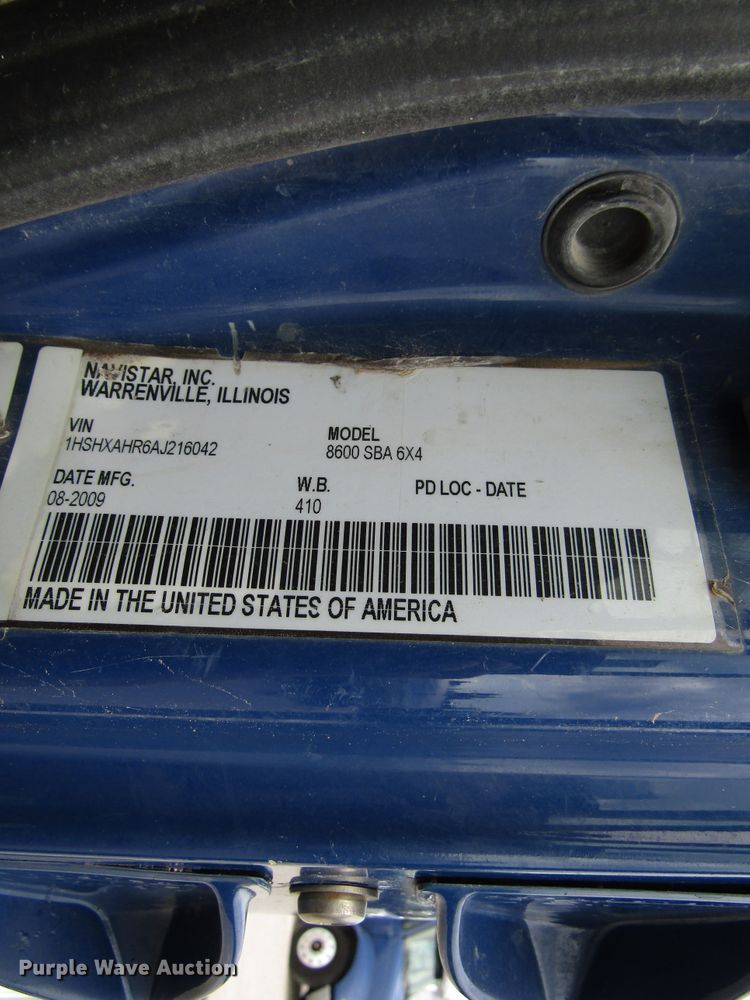 NAVISTAR, INC.
WARRENVILLE, ILLINOIS
VIN
1HSHXAHR6AJ216042
MODEL
8600 SBA 6X4
DATE MFG.
08-2009
W.B.
410
PD LOC - DATE
MADE IN THE UNITED STATES OF AMERICA
Purple Wave Auction